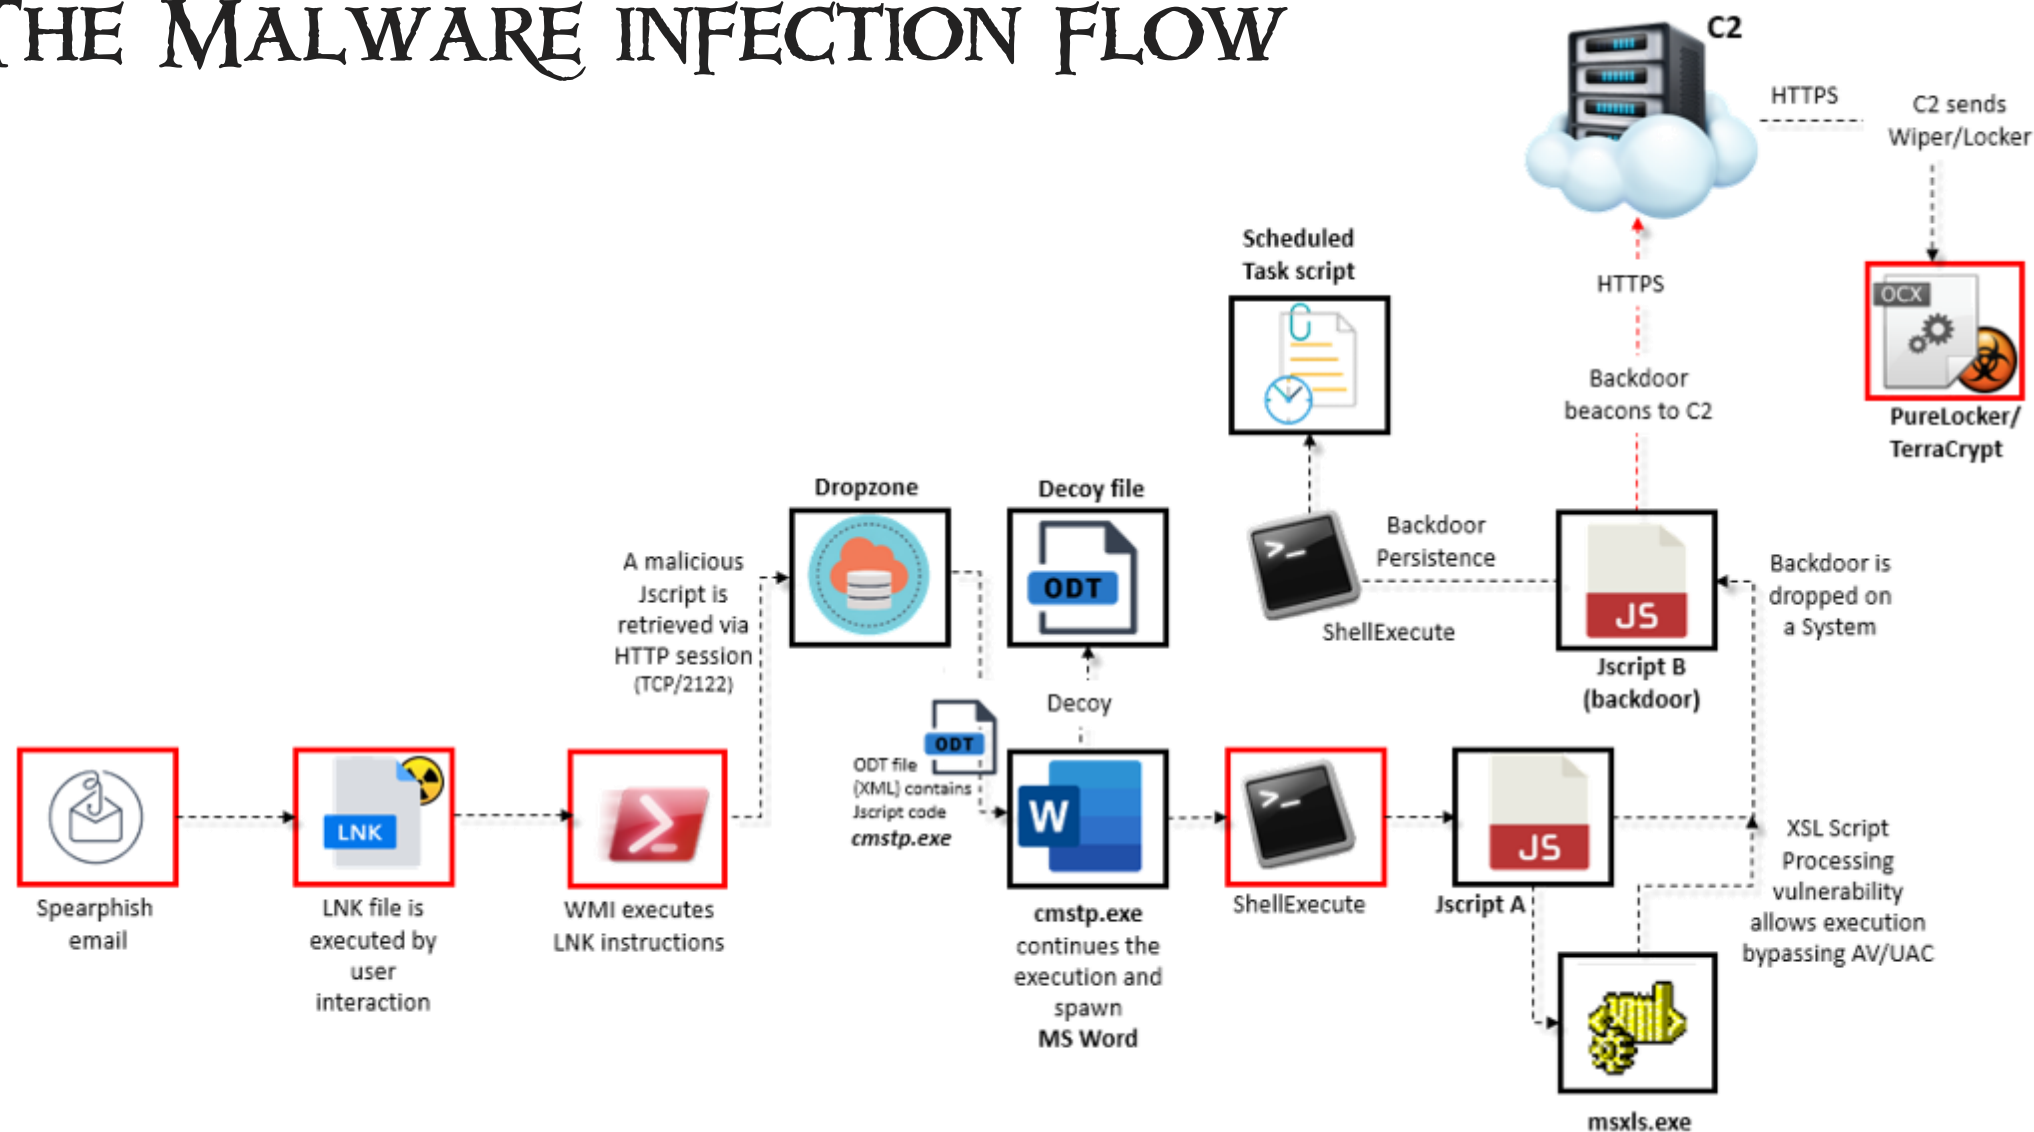 THE MALWARE INFECTION FLOW
C2
HTTPS
C2 sends
Wiper/Locker
OCX
PureLocker/
TerraCrypt
HTTPS
Backdoor
beacons to C2
Scheduled
Task script
Backdoor
Persistence
ShellExecute
JS
Jscript B
(backdoor)
Backdoor is
dropped on
a System
Dropzone
Decoy file
ODT
A malicious
Jscript is
retrieved via
HTTP session
(TCP/2122)
Decoy
ODT
ODT file
(XML) contains
Jscript code
cmstp.exe
Spearphish
email
LNK
LNK file is
executed by
user
interaction
WMI executes
LNK instructions
W
cmstp.exe
continues the
execution and
spawn
MS Word
ShellExecute
JS
Jscript A
XSL Script
Processing
vulnerability
allows execution
bypassing AV/UAC
msxls.exe